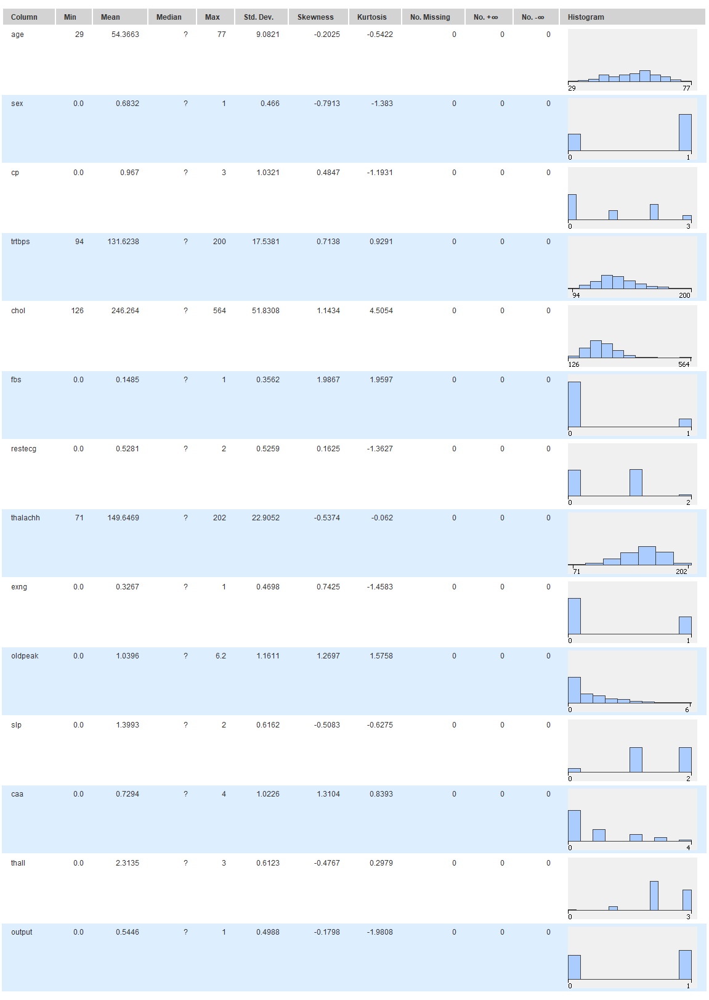 Column Min Mean Median Max Std. Dev. Skewness Kurtosis No. Missing No. +∞ No. -∞ Histogram
age 29 54.3663 ? 77 9.0821 -0.2025 -0.5422 0 0 0
29 77
sex 0.0 0.6832 ? 1 0.466 -0.7913 -1.383 0 0 0
0 1
cp 0.0 0.967 ? 3 1.0321 0.4847 -1.1931 0 0 0
0 3
trtbps 94 131.6238 ? 200 17.5381 0.7138 0.9291 0 0 0
94 200
chol 126 246.264 ? 564 51.8308 1.1434 4.5054 0 0 0
126 564
fbs 0.0 0.1485 ? 1 0.3562 1.9867 1.9597 0 0 0
0 1
restecg 0.0 0.5281 ? 2 0.5259 0.1625 -1.3627 0 0 0
0 2
thalachh 71 149.6469 ? 202 22.9052 -0.5374 -0.062 0 0 0
71 202
exng 0.0 0.3267 ? 1 0.4698 0.7425 -1.4583 0 0 0
0 1
oldpeak 0.0 1.0396 ? 6.2 1.1611 1.2697 1.5758 0 0 0
0 6
slp 0.0 1.3993 ? 2 0.6162 -0.5083 -0.6275 0 0 0
0 2
caa 0.0 0.7294 ? 4 1.0226 1.3104 0.8393 0 0 0
0 4
thall 0.0 2.3135 ? 3 0.6123 -0.4767 0.2979 0 0 0
0 3
output 0.0 0.5446 ? 1 0.4988 -0.1798 -1.9808 0 0 0
0 1